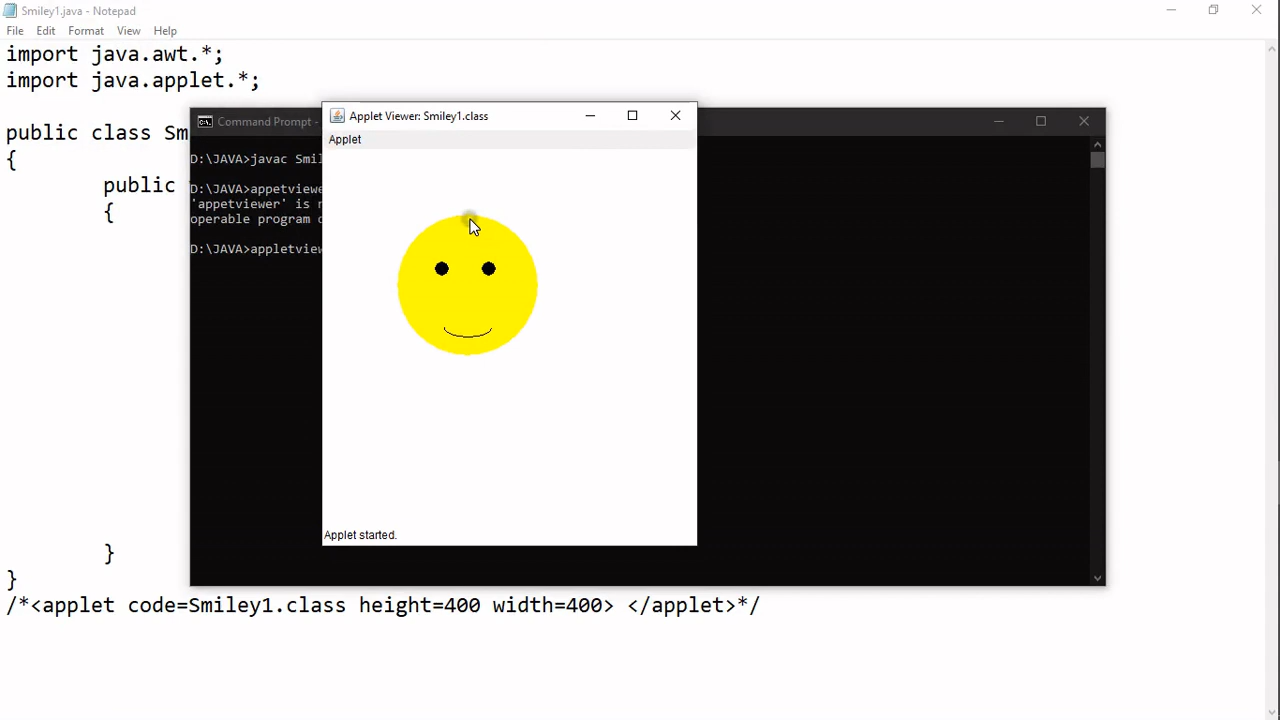 Smiley1.java - Notepad
File Edit Format View Help
import java.awt.*;
import java.applet.*;
public class Sm
{
public
{
}
}
/*<applet code=Smiley1.class height=400 width=400> </applet>*/
Command Prompt -
D:\JAVA>javac Smi
D:\JAVA>appetviewe
'appetviewer' is
operable program
D:\JAVA>appletview
Applet Viewer: Smiley1.class
Applet
Applet started.